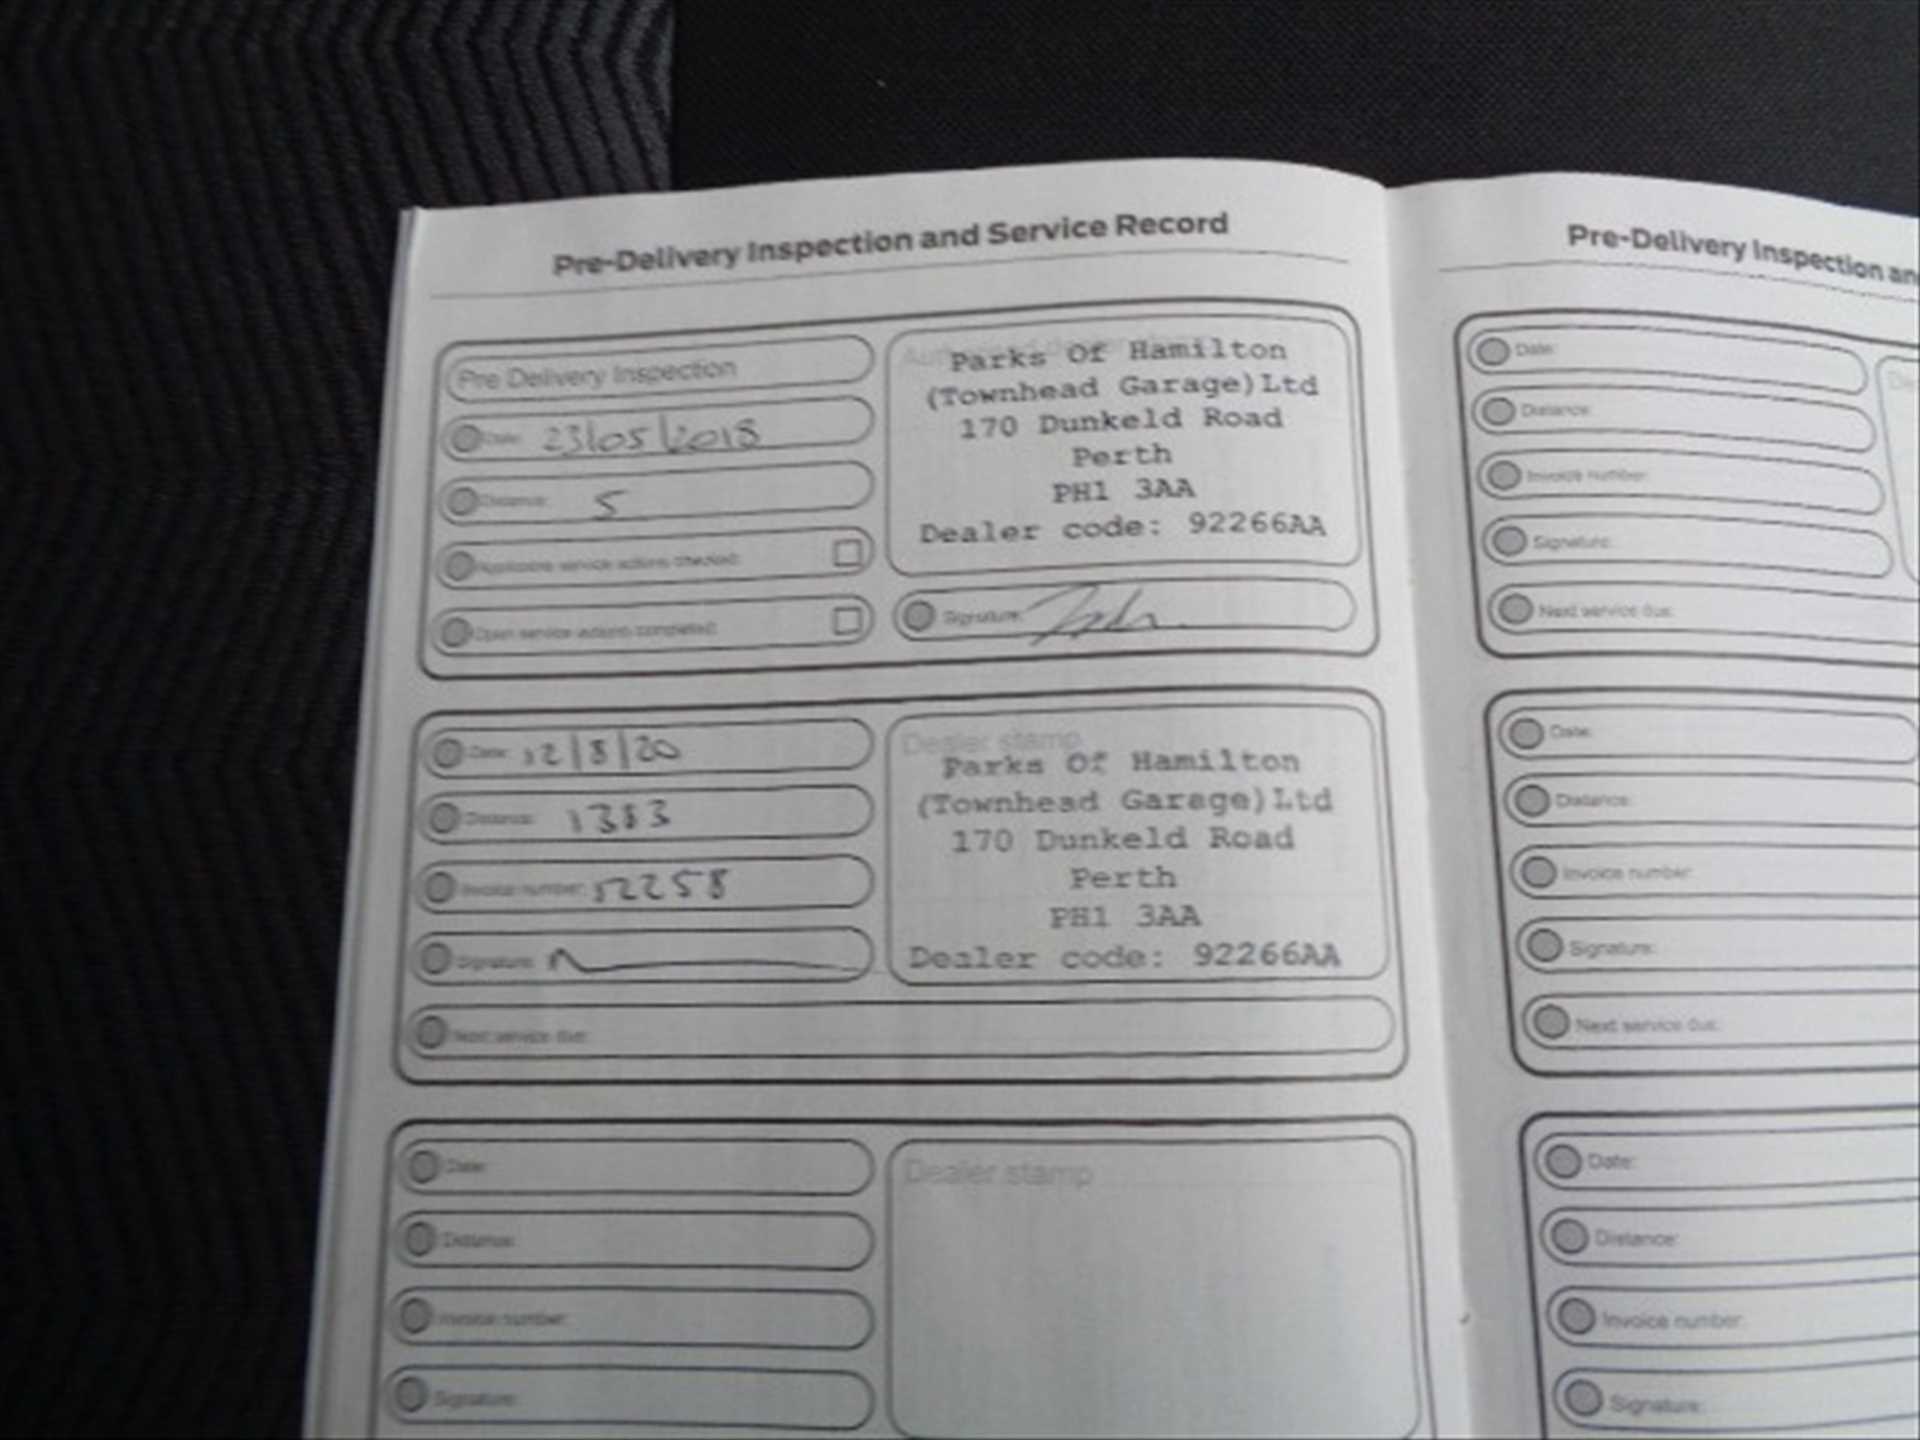 Pre-Delivery Inspection and Service Record
Pre Delivery Inspection
Date: 23/05/2018
Distance: 5
Applicable service actions checked:
Open service actions completed:
Parks Of Hamilton
(Townhead Garage)Ltd
170 Dunkeld Road
Perth
PH1 3AA
Dealer code: 92266AA
Signature:
Date: 12/8/20
Distance: 1383
Invoice number: 12258
Signature:
Next service due:
Dealer stamp
Parks Of Hamilton
(Townhead Garage)Ltd
170 Dunkeld Road
Perth
PH1 3AA
Dealer code: 92266AA
Date:
Distance:
Invoice number:
Signature:
Dealer stamp
Pre-Delivery Inspection an
Date:
Distance:
Invoice number:
Signature:
Next service due:
Date:
Distance:
Invoice number:
Signature:
Next service due:
Date:
Distance:
Invoice number:
Signature: